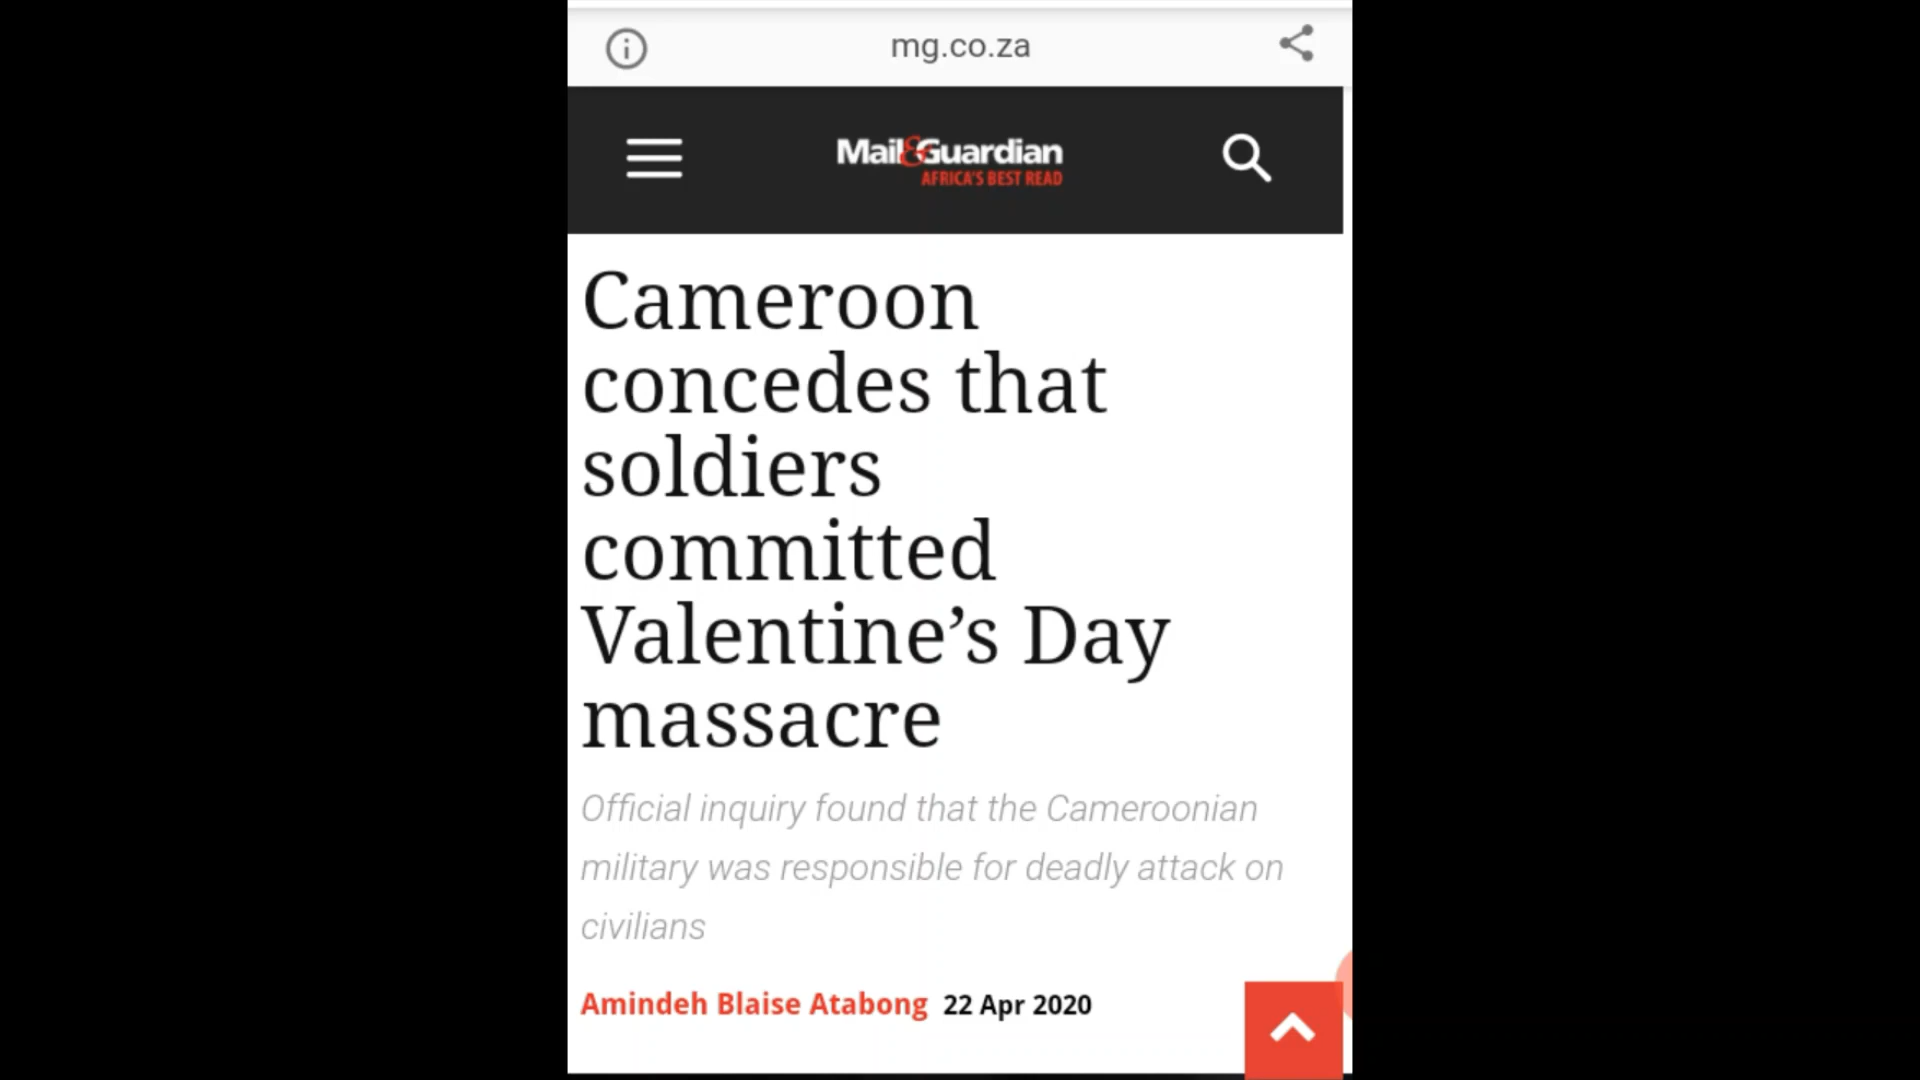 mg.co.za
Mail&Guardian
AFRICA'S BEST READ
Cameroon
concedes that
soldiers
committed
Valentine’s Day
massacre
Official inquiry found that the Cameroonian
military was responsible for deadly attack on
civilians
Amindeh Blaise Atabong 22 Apr 2020